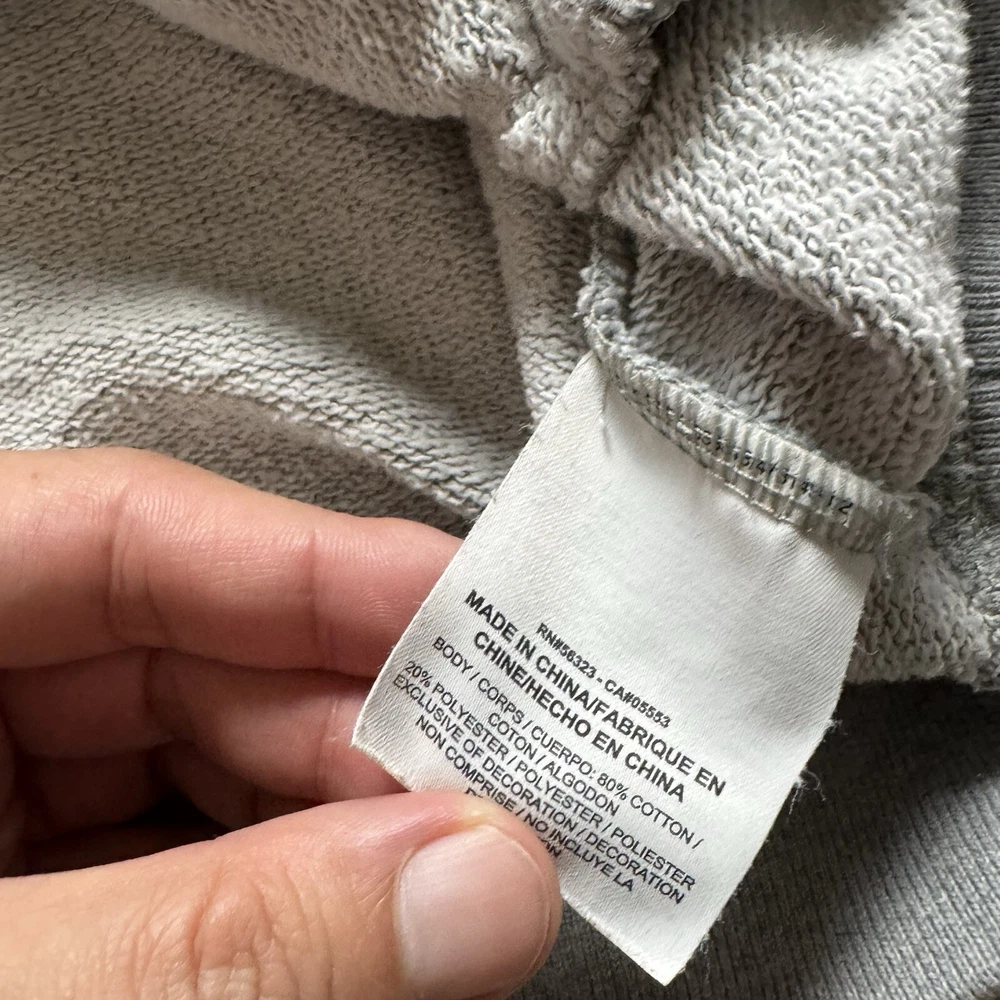 RN#56323 - CA#05553
MADE IN CHINA/FABRIQUE EN
CHINE/HECHO EN CHINA
BODY / CORPS / CUERPO: 80% COTTON /
COTON / ALGODON
20% POLYESTER / POLYESTER / POLIESTER
EXCLUSIVE OF DECORATION / DECORATION
NON COMPRISE / NO INCLUYE LA